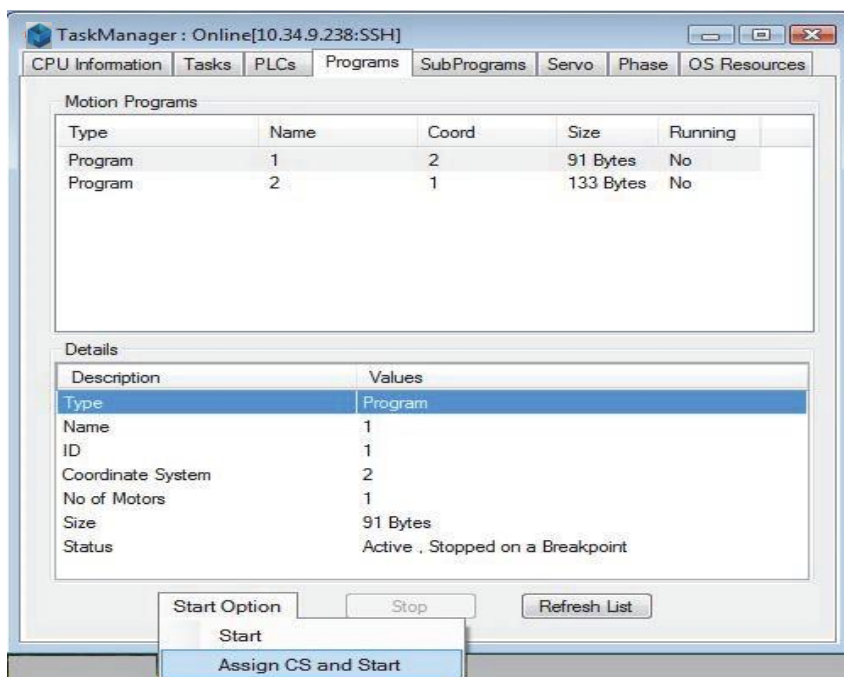 TaskManager : Online[10.34.9.238:SSH]
CPU Information Tasks PLCs Programs SubPrograms Servo Phase OS Resources
Motion Programs
Type Name Coord Size Running
Program 1 2 91 Bytes No
Program 2 1 133 Bytes No
Details
Description Values
Type Program
Name 1
ID 1
Coordinate System 2
No of Motors 1
Size 91 Bytes
Status Active , Stopped on a Breakpoint
Start Option Stop Refresh List
Start
Assign CS and Start